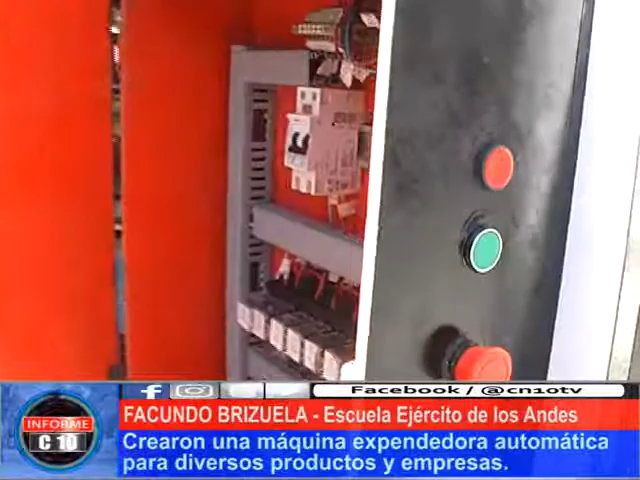 Facebook / @cn10tv
INFORME
C 10
FACUNDO BRIZUELA - Escuela Ejército de los Andes
Crearon una máquina expendedora automática
para diversos productos y empresas.